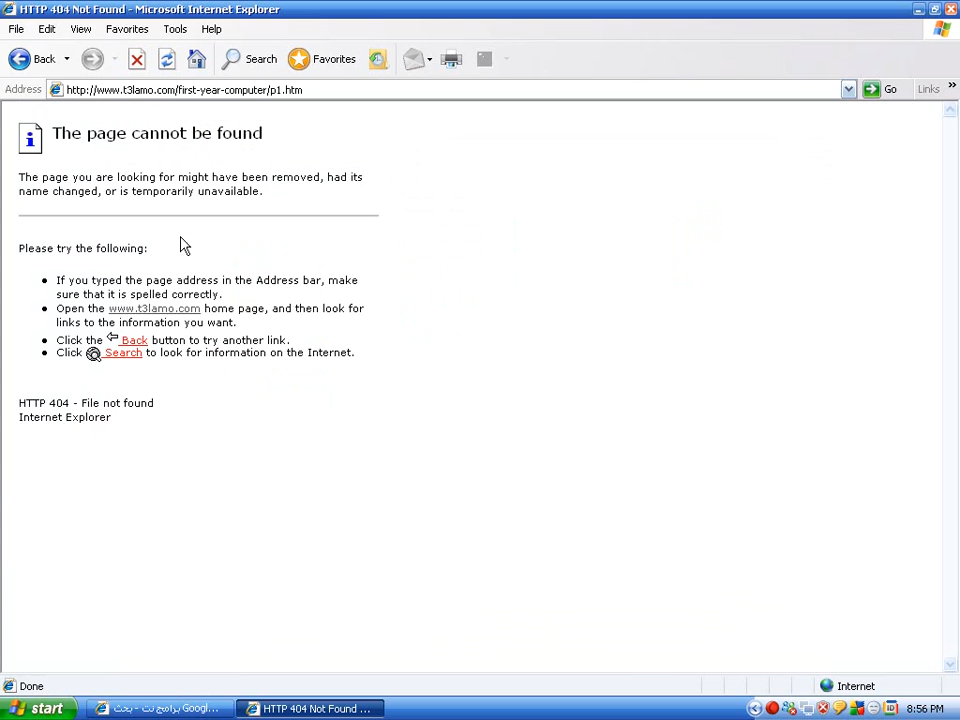 HTTP 404 Not Found - Microsoft Internet Explorer
File Edit View Favorites Tools Help
Back Search Favorites
Address http://www.t3lamo.com/first-year-computer/p1.htm Go Links »
i The page cannot be found
The page you are looking for might have been removed, had its
name changed, or is temporarily unavailable.
Please try the following:
If you typed the page address in the Address bar, make
sure that it is spelled correctly.
Open the www.t3lamo.com home page, and then look for
links to the information you want.
Click the Back button to try another link.
Click Search to look for information on the Internet.
HTTP 404 - File not found
Internet Explorer
Done Internet
start برامج نت - بحث Googl... HTTP 404 Not Found ... ID 8:56 PM